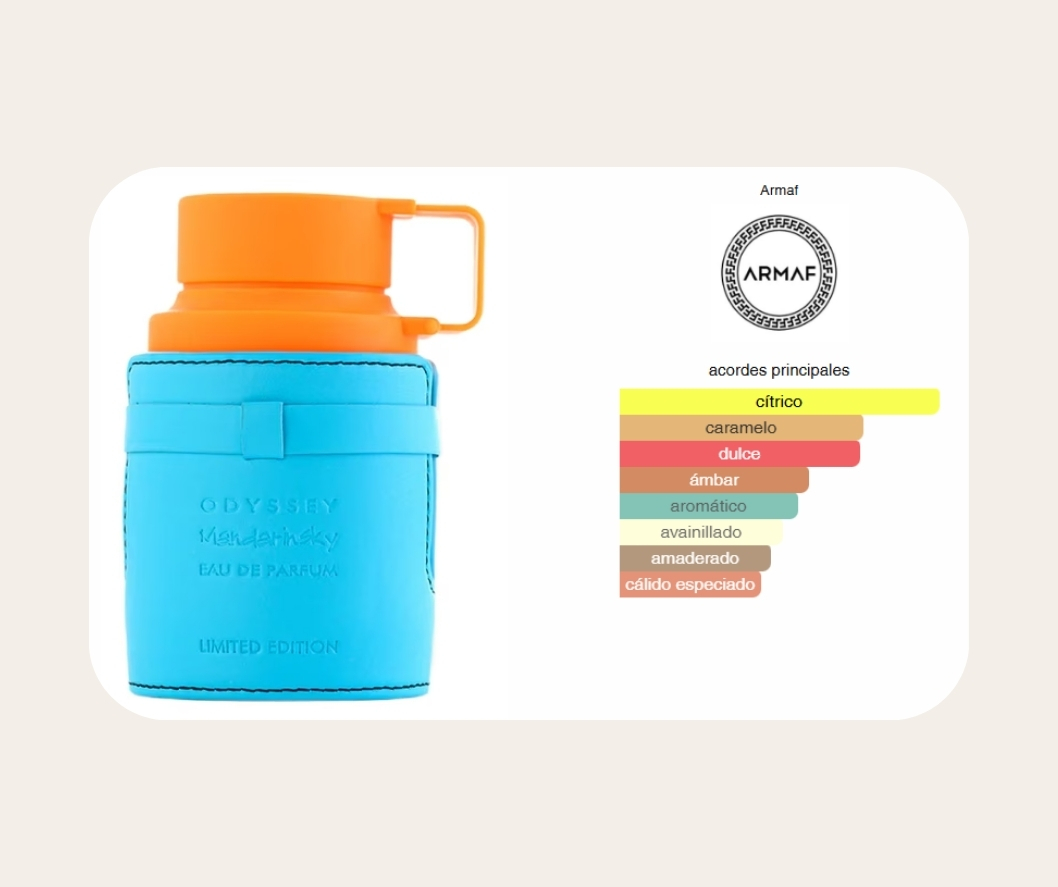 ODYSSEY
Mandarinsky
EAU DE PARFUM
LIMITED EDITION
Armaf
ARMAF
acordes principales
cítrico
caramelo
dulce
ámbar
aromático
avainillado
amaderado
cálido especiado